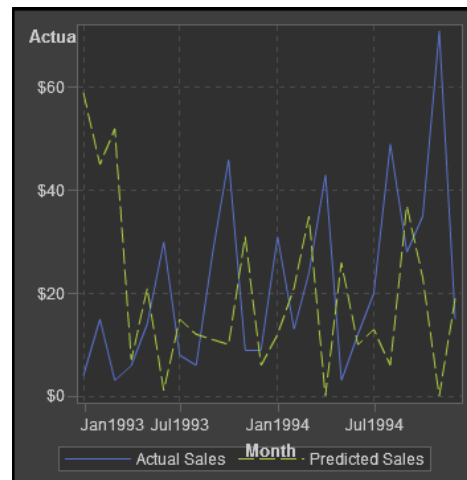 Actua
$60
$40
$20
$0
Jan1993 Jul1993 Jan1994 Jul1994
Month
Actual Sales Predicted Sales